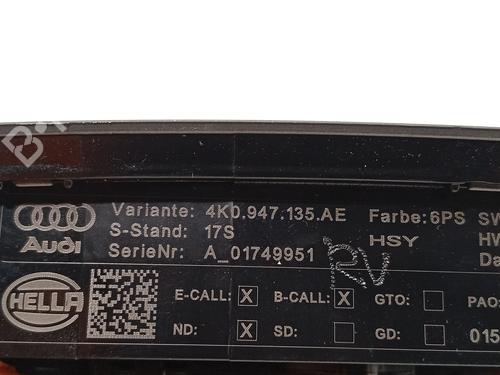 Variante: 4K0.947.135.AE Farbe: 6PS SV
Audi S-Stand: 17S HSY HW
SerieNr: A_01749951 RV Da
HELLA E-CALL: X B-CALL: X GTO: PAO
ND: X SD: GD: 015